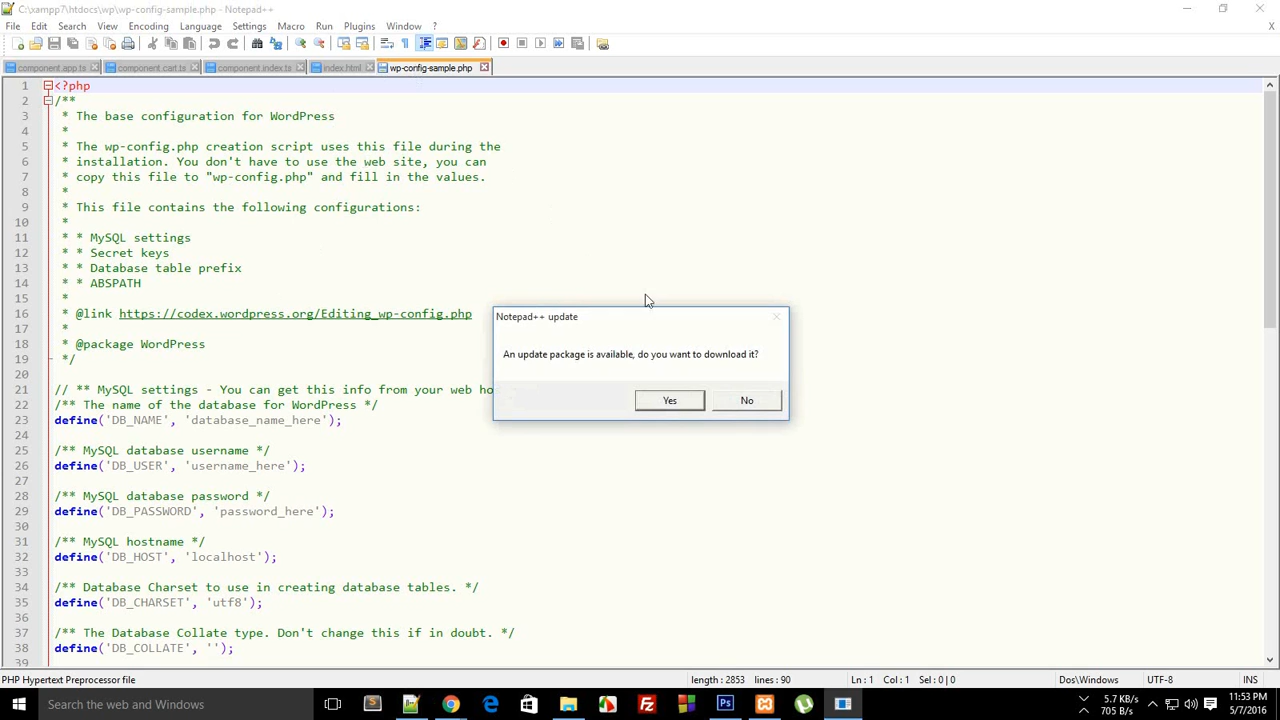 C:\xampp7\htdocs\wp\wp-config-sample.php - Notepad++
File Edit Search View Encoding Language Settings Macro Run Plugins Window ? X
component.app.ts component.cart.ts component.index.ts index.html wp-config-sample.php
1 <?php
2 /**
3 * The base configuration for WordPress
4 *
5 * The wp-config.php creation script uses this file during the
6 * installation. You don't have to use the web site, you can
7 * copy this file to "wp-config.php" and fill in the values.
8 *
9 * This file contains the following configurations:
10 *
11 * * MySQL settings
12 * * Secret keys
13 * * Database table prefix
14 * * ABSPATH
15 *
16 * @link https://codex.wordpress.org/Editing_wp-config.php
17 *
18 * @package WordPress
19 */
20
21 // ** MySQL settings - You can get this info from your web ho
22 /** The name of the database for WordPress */
23 define('DB_NAME', 'database_name_here');
24
25 /** MySQL database username */
26 define('DB_USER', 'username_here');
27
28 /** MySQL database password */
29 define('DB_PASSWORD', 'password_here');
30
31 /** MySQL hostname */
32 define('DB_HOST', 'localhost');
33
34 /** Database Charset to use in creating database tables. */
35 define('DB_CHARSET', 'utf8');
36
37 /** The Database Collate type. Don't change this if in doubt. */
38 define('DB_COLLATE', '');
39
Notepad++ update
An update package is available, do you want to download it?
Yes No
PHP Hypertext Preprocessor file length : 2853 lines : 90 Ln : 1 Col : 1 Sel : 0 | 0 Dos\Windows UTF-8 INS
Search the web and Windows
5.7 KB/s
705 B/s
11:53 PM
5/7/2016